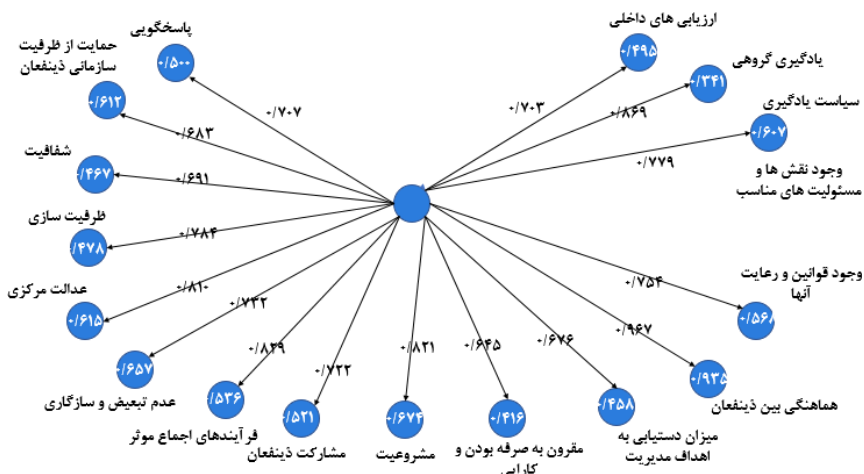 ارزیابی های داخلی
۰/۴۹۵
یادگیری گروهی
۰/۳۴۱
سیاست یادگیری
۰/۶۰۷
وجود نقش ها و
مسئولیت های مناسب
پاسخگویی
۰/۵۰۰
حمایت از ظرفیت
سازمانی ذینفعان
۰/۶۱۲
شفافیت
۰/۴۶۷
ظرفیت سازی
۰/۴۷۸
عدالت مرکزی
۰/۶۱۵
۰/۶۵۷
عدم تبعیض و سازگاری
۰/۵۳۶
فرآیندهای اجماع موثر
۰/۵۲۱
مشارکت ذینفعان
۰/۶۷۴
مشروعیت
۰/۴۱۶
مقرون به صرفه بودن و
کارایی
۰/۴۵۸
میزان دستیابی به
اهداف مدیریت
۰/۹۳۵
هماهنگی بین ذینفعان
وجود قوانین و رعایت
آنها
۰/۵۶۸
۰/۷۰۳
۰/۸۶۹
۰/۷۷۹
۰/۷۰۷
۰/۶۸۳
۰/۶۹۱
۰/۷۸۴
۰/۸۱۰
۰/۷۳۲
۰/۸۲۹
۰/۷۲۲
۰/۸۲۱
۰/۶۴۵
۰/۶۷۶
۰/۹۶۷
۰/۷۵۴